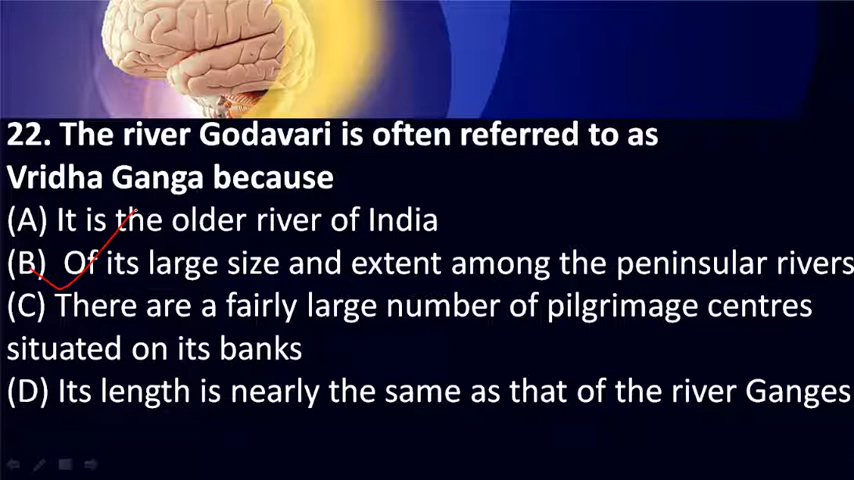 22. The river Godavari is often referred to as
Vridha Ganga because
(A) It is the older river of India
(B) Of its large size and extent among the peninsular rivers
(C) There are a fairly large number of pilgrimage centres
situated on its banks
(D) Its length is nearly the same as that of the river Ganges